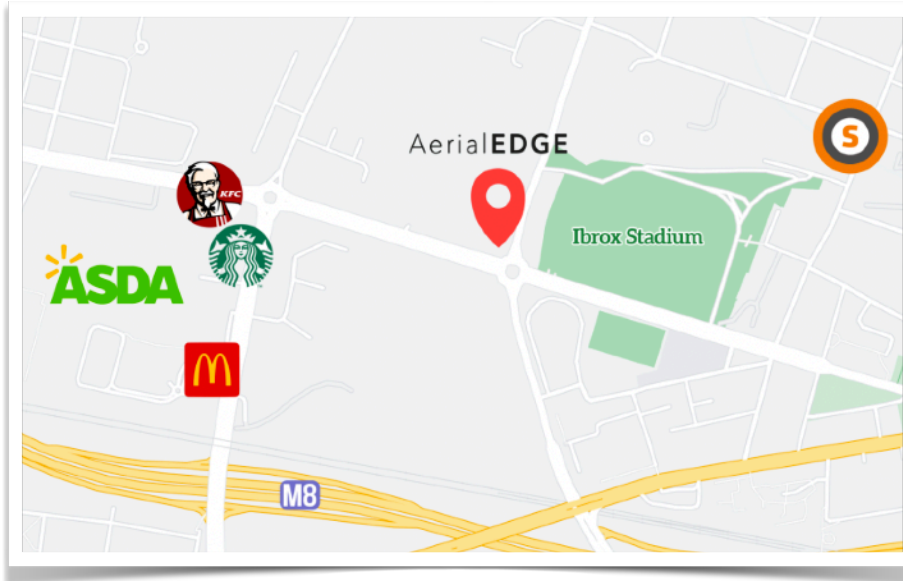 AerialEDGE
S
KFC
Ibrox Stadium
ASDA
M
M8